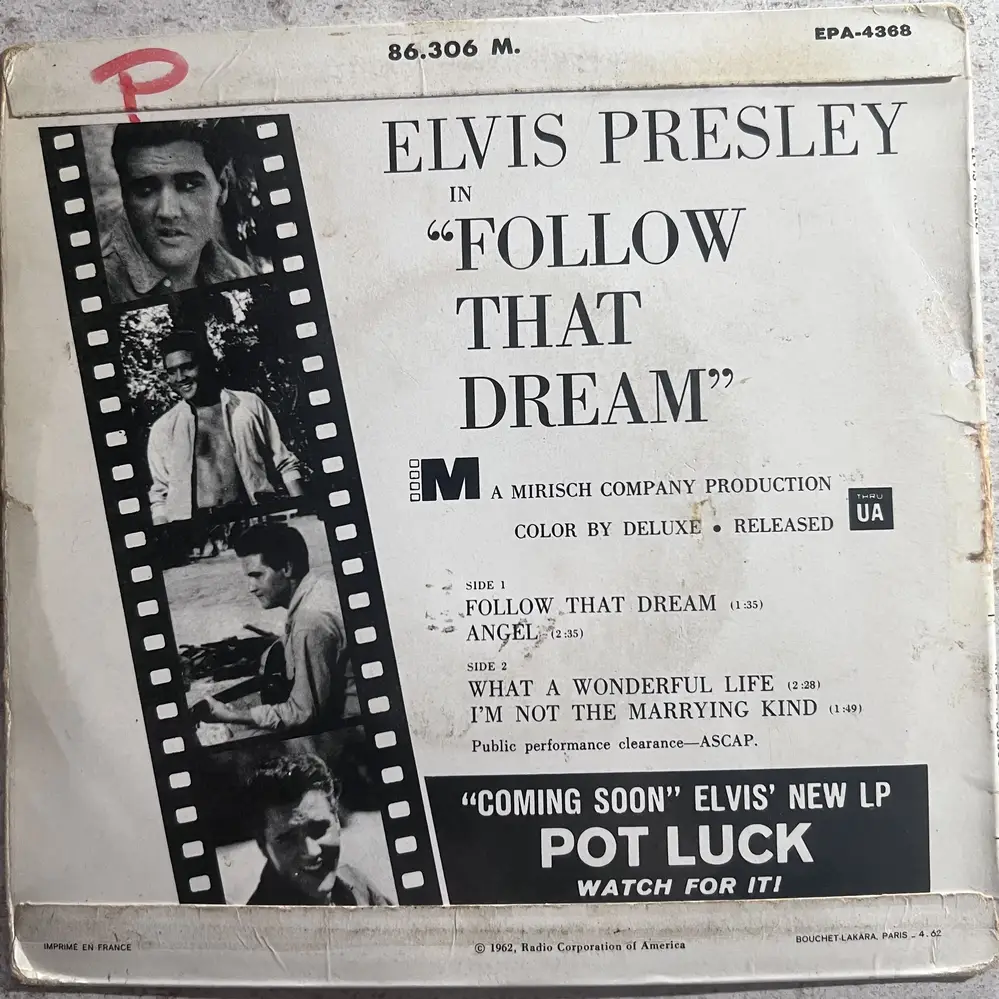 P
86.306 M.
EPA-4368
ELVIS PRESLEY
IN
“FOLLOW
THAT
DREAM”
M A MIRISCH COMPANY PRODUCTION
COLOR BY DELUXE • RELEASED
THRU
UA
SIDE 1
FOLLOW THAT DREAM (1:35)
ANGEL (2:35)
SIDE 2
WHAT A WONDERFUL LIFE (2:28)
I'M NOT THE MARRYING KIND (1:49)
Public performance clearance—ASCAP.
“COMING SOON” ELVIS' NEW LP
POT LUCK
WATCH FOR IT!
IMPRIMÉ EN FRANCE
© 1962, Radio Corporation of America
BOUCHET-LAKARA, PARIS _ 4.62